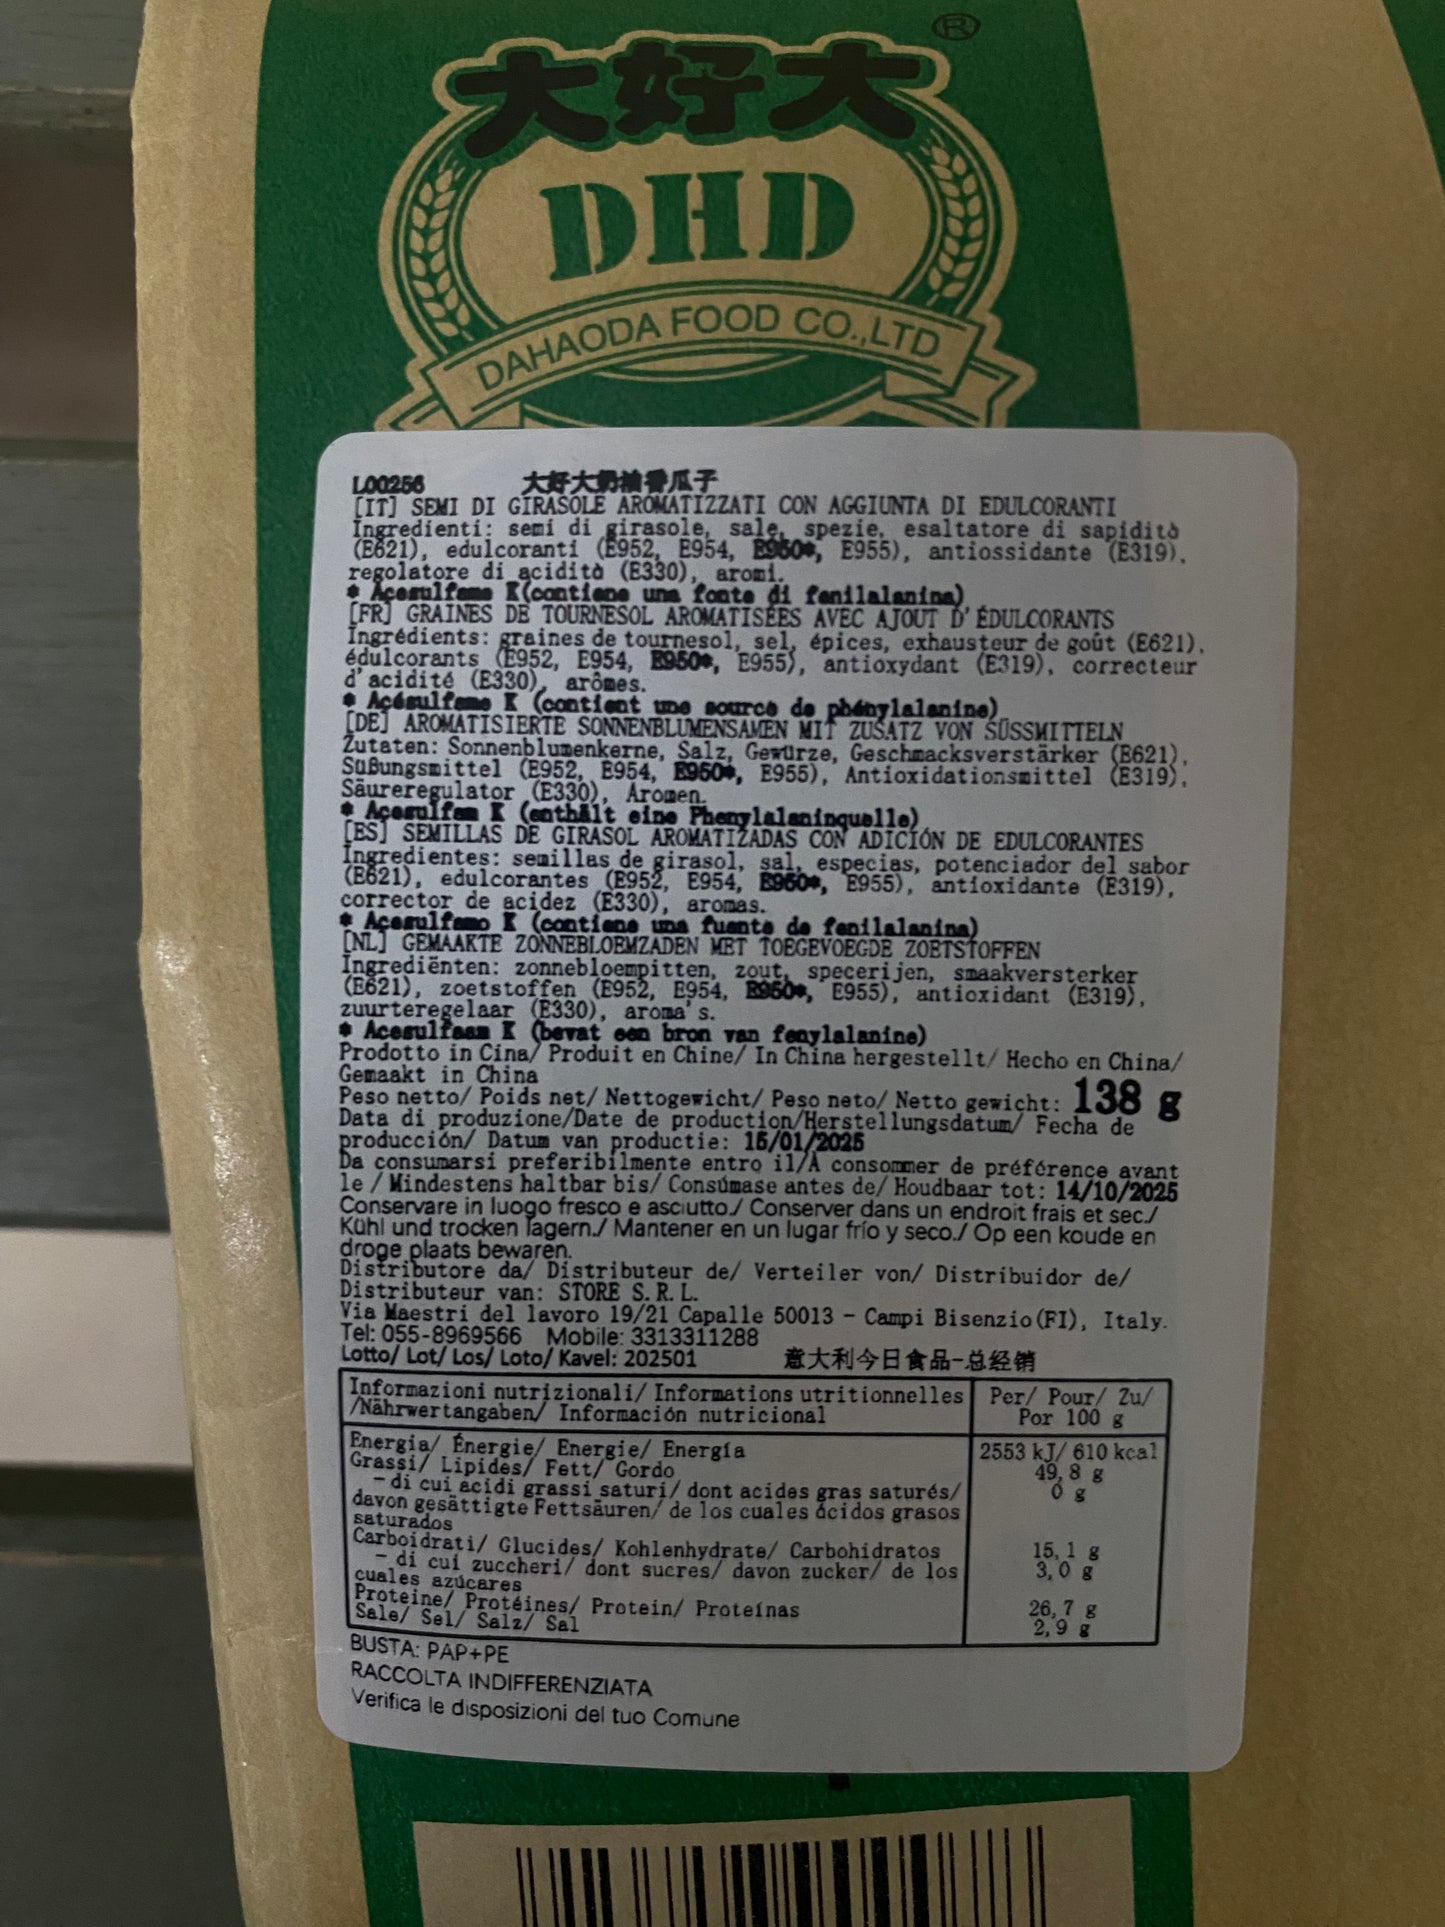 大好大®
DHD
DAHAODA FOOD CO.,LTD
L00256 大好大奶油香瓜子
[IT] SEMI DI GIRASOLE AROMATIZZATI CON AGGIUNTA DI EDULCORANTI
Ingredienti: semi di girasole, sale, spezie, esaltatore di sapidità
(E621), edulcoranti (E952, E954, E950*, E955), antiossidante (E319),
regolatore di acidità (E330), aromi.
* Acesulfame K(contiene una fonte di fenilalanina)
[FR] GRAINES DE TOURNESOL AROMATISÉES AVEC AJOUT D'ÉDULCORANTS
Ingrédients: graines de tournesol, sel, épices, exhausteur de goût (E621),
édulcorants (E952, E954, E950*, E955), antioxydant (E319), correcteur
d'acidité (E330), arômes.
* Acésulfame K (contient une source de phénylalanine)
[DE] AROMATISIERTE SONNENBLUMENSAMEN MIT ZUSATZ VON SÜSSMITTELN
Zutaten: Sonnenblumenkerne, Salz, Gewürze, Geschmacksverstärker (E621),
Süßungsmittel (E952, E954, E950*, E955), Antioxidationsmittel (E319),
Säureregulator (E330), Aromen.
* Acesulfam K (enthält eine Phenylalaninquelle)
[ES] SEMILLAS DE GIRASOL AROMATIZADAS CON ADICIÓN DE EDULCORANTES
Ingredientes: semillas de girasol, sal, especias, potenciador del sabor
(E621), edulcorantes (E952, E954, E950*, E955), antioxidante (E319),
corrector de acidez (E330), aromas.
* Acesulfamo K (contiene una fuente de fenilalanina)
[NL] GEMAAKTE ZONNEBLOEMZADEN MET TOEGEVOEGDE ZOETSTOFFEN
Ingrediënten: zonnebloempitten, zout, specerijen, smaakversterker
(E621), zoetstoffen (E952, E954, E950*, E955), antioxidant (E319),
zuurteregelaar (E330), aroma's.
* Acesulfaam K (bevat een bron van fenylalanine)
Prodotto in Cina/ Produit en Chine/ In China hergestellt/ Hecho en China/
Gemaakt in China
Peso netto/ Poids net/ Nettogewicht/ Peso neto/ Netto gewicht: 138 g
Data di produzione/Date de production/Herstellungsdatum/ Fecha de
producción/ Datum van productie: 15/01/2025
Da consumarsi preferibilmente entro il/À consommer de préférence avant
le / Mindestens haltbar bis/ Consúmase antes de/ Houdbaar tot: 14/10/2025
Conservare in luogo fresco e asciutto./ Conserver dans un endroit frais et sec./
Kühl und trocken lagern./ Mantener en un lugar frío y seco./ Op een koude en
droge plaats bewaren.
Distributore da/ Distributeur de/ Verteiler von/ Distribuidor de/
Distributeur van: STORE S.R.L.
Via Maestri del lavoro 19/21 Capalle 50013 - Campi Bisenzio(FI), Italy.
Tel: 055-8969566 Mobile: 3313311288
Lotto/ Lot/ Los/ Loto/ Kavel: 202501 意大利今日食品-总经销
Informazioni nutrizionali/ Informations utritionnelles Per/ Pour/ Zu/
/Nährwertangaben/ Información nutricional Por 100 g
Energia/ Énergie/ Energie/ Energía 2553 kJ/ 610 kcal
Grassi/ Lipides/ Fett/ Gordo 49,8 g
- di cui acidi grassi saturi/ dont acides gras saturés/ 0 g
davon gesättigte Fettsäuren/ de los cuales ácidos grasos
saturados
Carboidrati/ Glucides/ Kohlenhydrate/ Carbohidratos 15,1 g
- di cui zuccheri/ dont sucres/ davon zucker/ de los 3,0 g
cuales azúcares
Proteine/ Protéines/ Protein/ Proteínas 26,7 g
Sale/ Sel/ Salz/ Sal 2,9 g
BUSTA: PAP+PE
RACCOLTA INDIFFERENZIATA
Verifica le disposizioni del tuo Comune